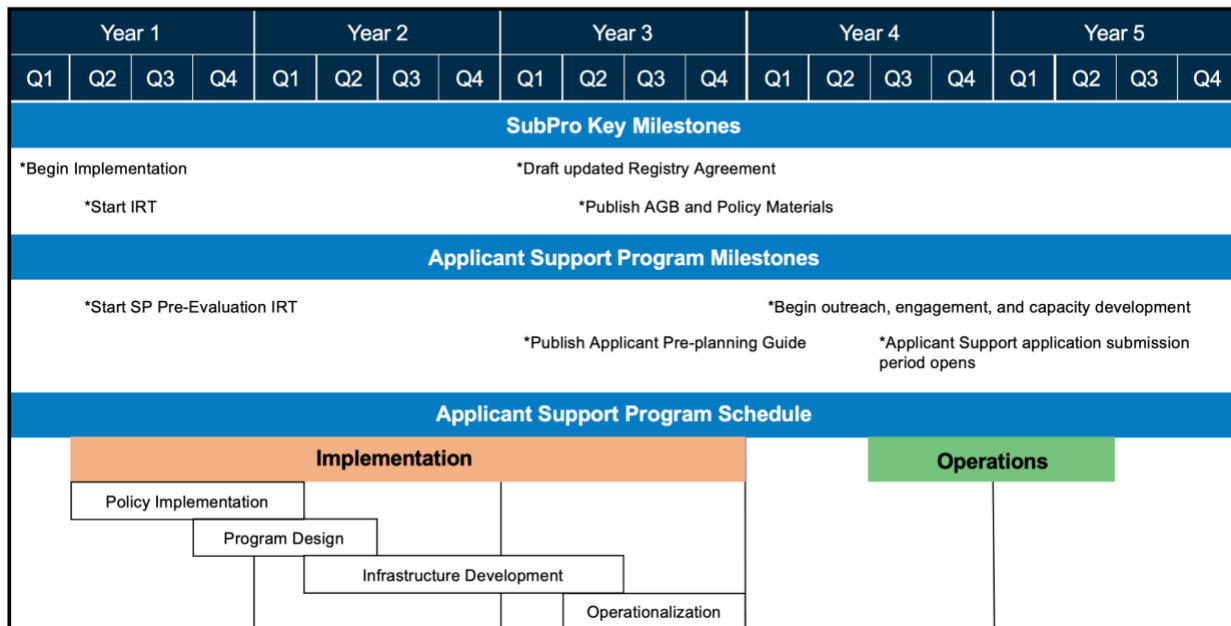 Year 1 Year 2 Year 3 Year 4 Year 5
Q1 Q2 Q3 Q4 Q1 Q2 Q3 Q4 Q1 Q2 Q3 Q4 Q1 Q2 Q3 Q4 Q1 Q2 Q3 Q4
SubPro Key Milestones
*Begin Implementation *Draft updated Registry Agreement
*Start IRT *Publish AGB and Policy Materials
Applicant Support Program Milestones
*Start SP Pre-Evaluation IRT *Begin outreach, engagement, and capacity development
*Publish Applicant Pre-planning Guide *Applicant Support application submission
period opens
Applicant Support Program Schedule
Implementation Operations
Policy Implementation
Program Design
Infrastructure Development
Operationalization